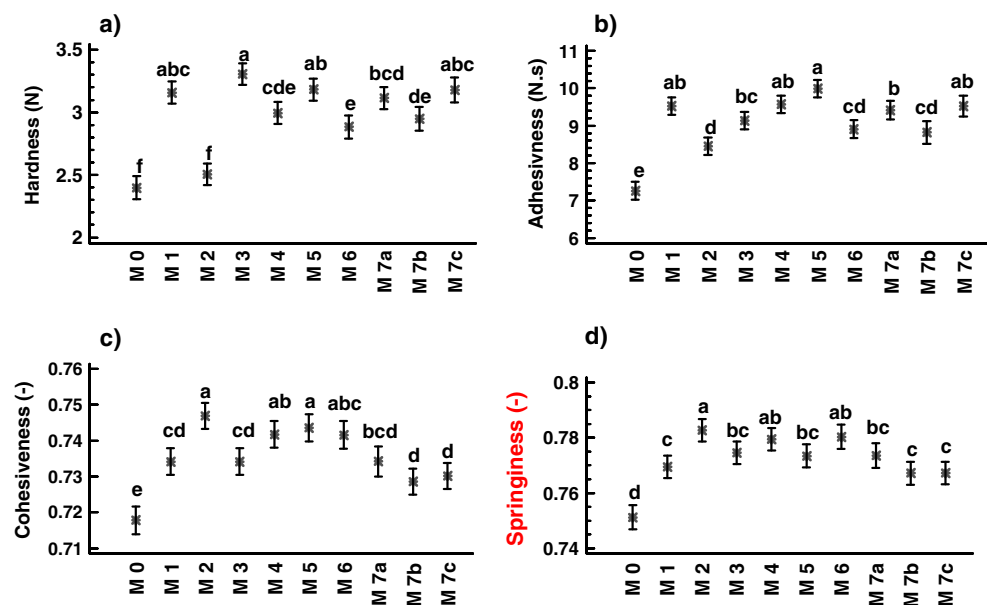 a)
Hardness (N)
3.5
3
2.5
2
f
abc
f
a
cde
ab
e
bcd
de
abc
M 0
M 1
M 2
M 3
M 4
M 5
M 6
M 7a
M 7b
M 7c
b)
Adhesivness (N.s)
11
10
9
8
7
6
e
ab
d
bc
ab
a
cd
b
cd
ab
M 0
M 1
M 2
M 3
M 4
M 5
M 6
M 7a
M 7b
M 7c
c)
Cohesiveness (-)
0.76
0.75
0.74
0.73
0.72
0.71
e
cd
a
cd
ab
a
abc
bcd
d
d
M 0
M 1
M 2
M 3
M 4
M 5
M 6
M 7a
M 7b
M 7c
d)
Springiness (-)
0.8
0.78
0.76
0.74
d
c
a
bc
ab
bc
ab
bc
c
c
M 0
M 1
M 2
M 3
M 4
M 5
M 6
M 7a
M 7b
M 7c